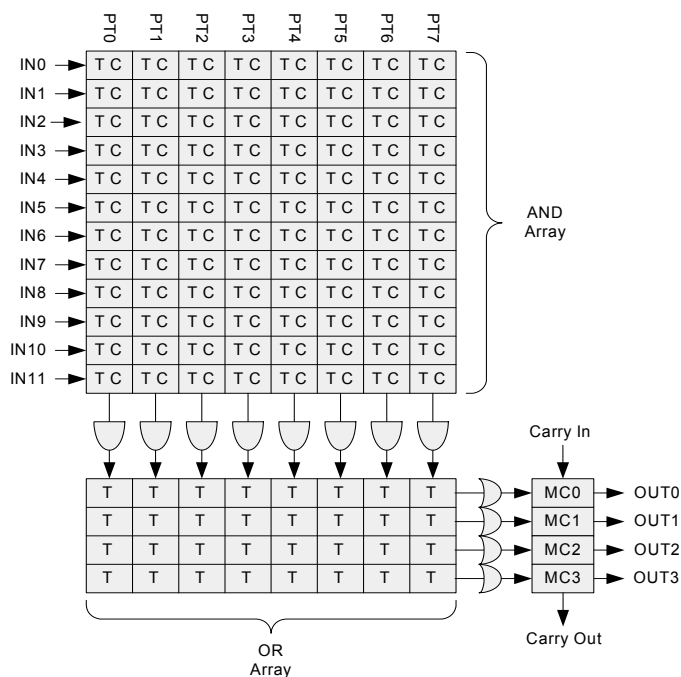 PT0 PT1 PT2 PT3 PT4 PT5 PT6 PT7
IN0 T C T C T C T C T C T C T C T C
IN1 T C T C T C T C T C T C T C T C
IN2 T C T C T C T C T C T C T C T C
IN3 T C T C T C T C T C T C T C T C
IN4 T C T C T C T C T C T C T C T C
IN5 T C T C T C T C T C T C T C T C
IN6 T C T C T C T C T C T C T C T C
IN7 T C T C T C T C T C T C T C T C
IN8 T C T C T C T C T C T C T C T C
IN9 T C T C T C T C T C T C T C T C
IN10 T C T C T C T C T C T C T C T C
IN11 T C T C T C T C T C T C T C T C
AND
Array
Carry In
T T T T T T T T MC0 OUT0
T T T T T T T T MC1 OUT1
T T T T T T T T MC2 OUT2
T T T T T T T T MC3 OUT3
Carry Out
OR
Array